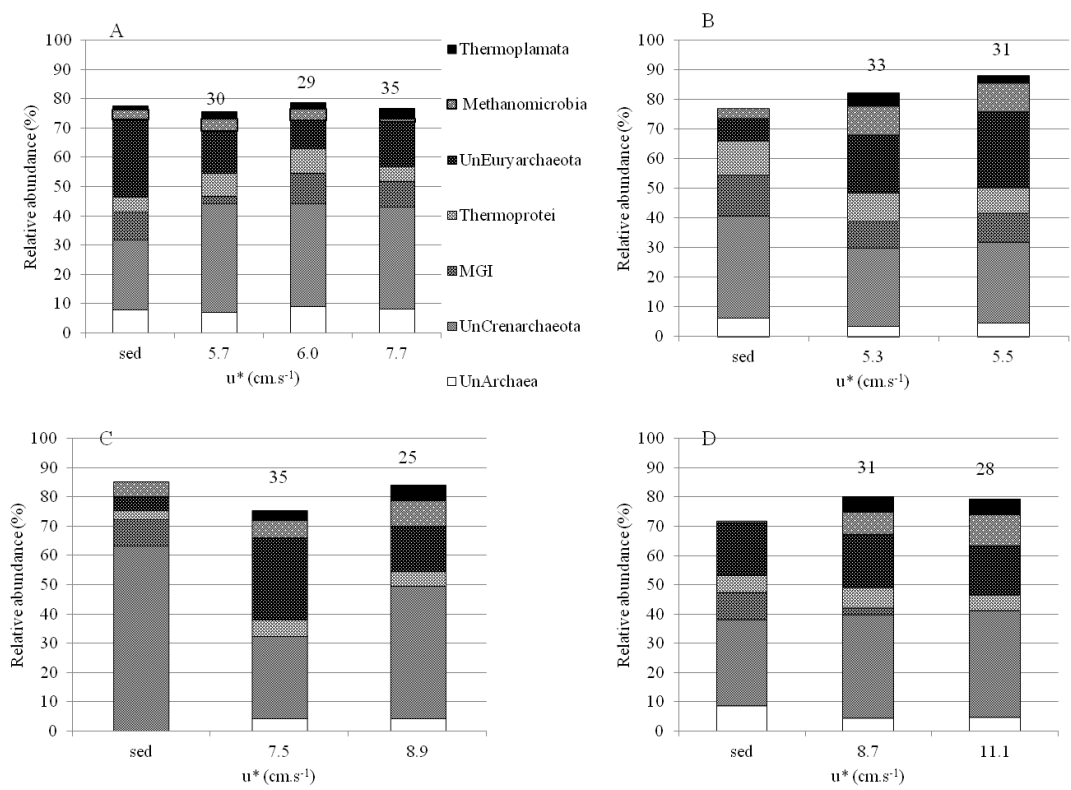 A
100
90
80
70
60
50
40
30
20
10
0
Relative abundance (%)
30
29
35
sed 5.7 6.0 7.7
u* (cm.s⁻¹)
Thermoplamata
Methanomicrobia
UnEuryarchaeota
Thermoprotei
MGI
UnCrenarchaeota
UnArchaea
B
100
90
80
70
60
50
40
30
20
10
0
Relative abundance (%)
33
31
sed 5.3 5.5
u* (cm.s⁻¹)
C
100
90
80
70
60
50
40
30
20
10
0
Relative abundance (%)
35
25
sed 7.5 8.9
u* (cm.s⁻¹)
D
100
90
80
70
60
50
40
30
20
10
0
Relative abundance (%)
31
28
sed 8.7 11.1
u* (cm.s⁻¹)